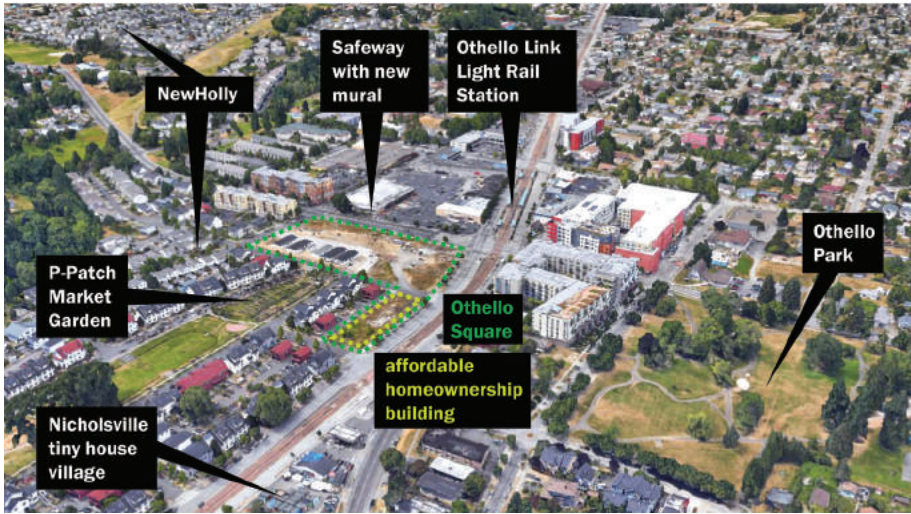 NewHolly
Safeway
with new
mural
Othello Link
Light Rail
Station
P-Patch
Market
Garden
Othello
Park
Othello
Square
affordable
homeownership
building
Nicholsville
tiny house
village